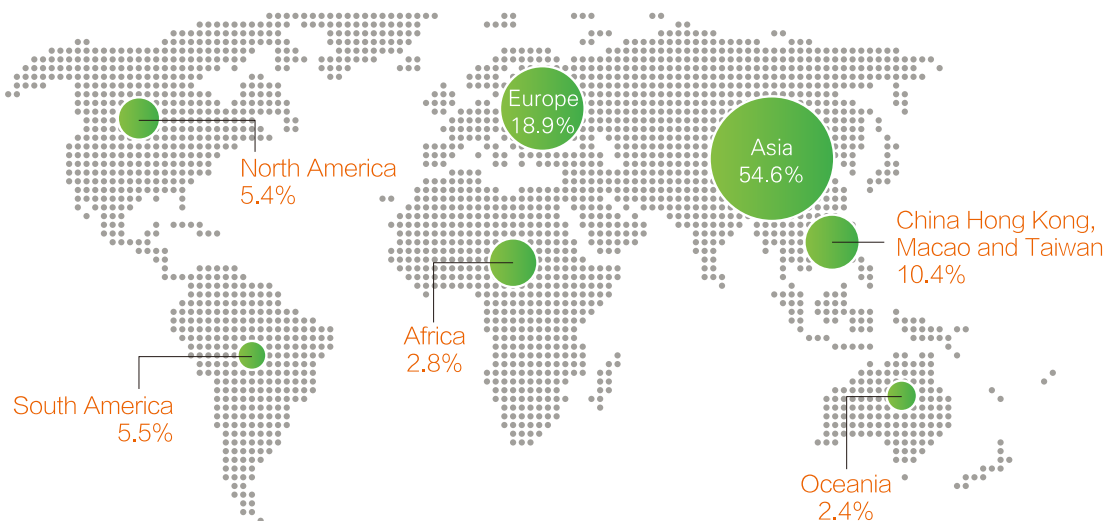 Europe
18.9%
Asia
54.6%
North America
5.4%
China Hong Kong,
Macao and Taiwan
10.4%
Africa
2.8%
South America
5.5%
Oceania
2.4%